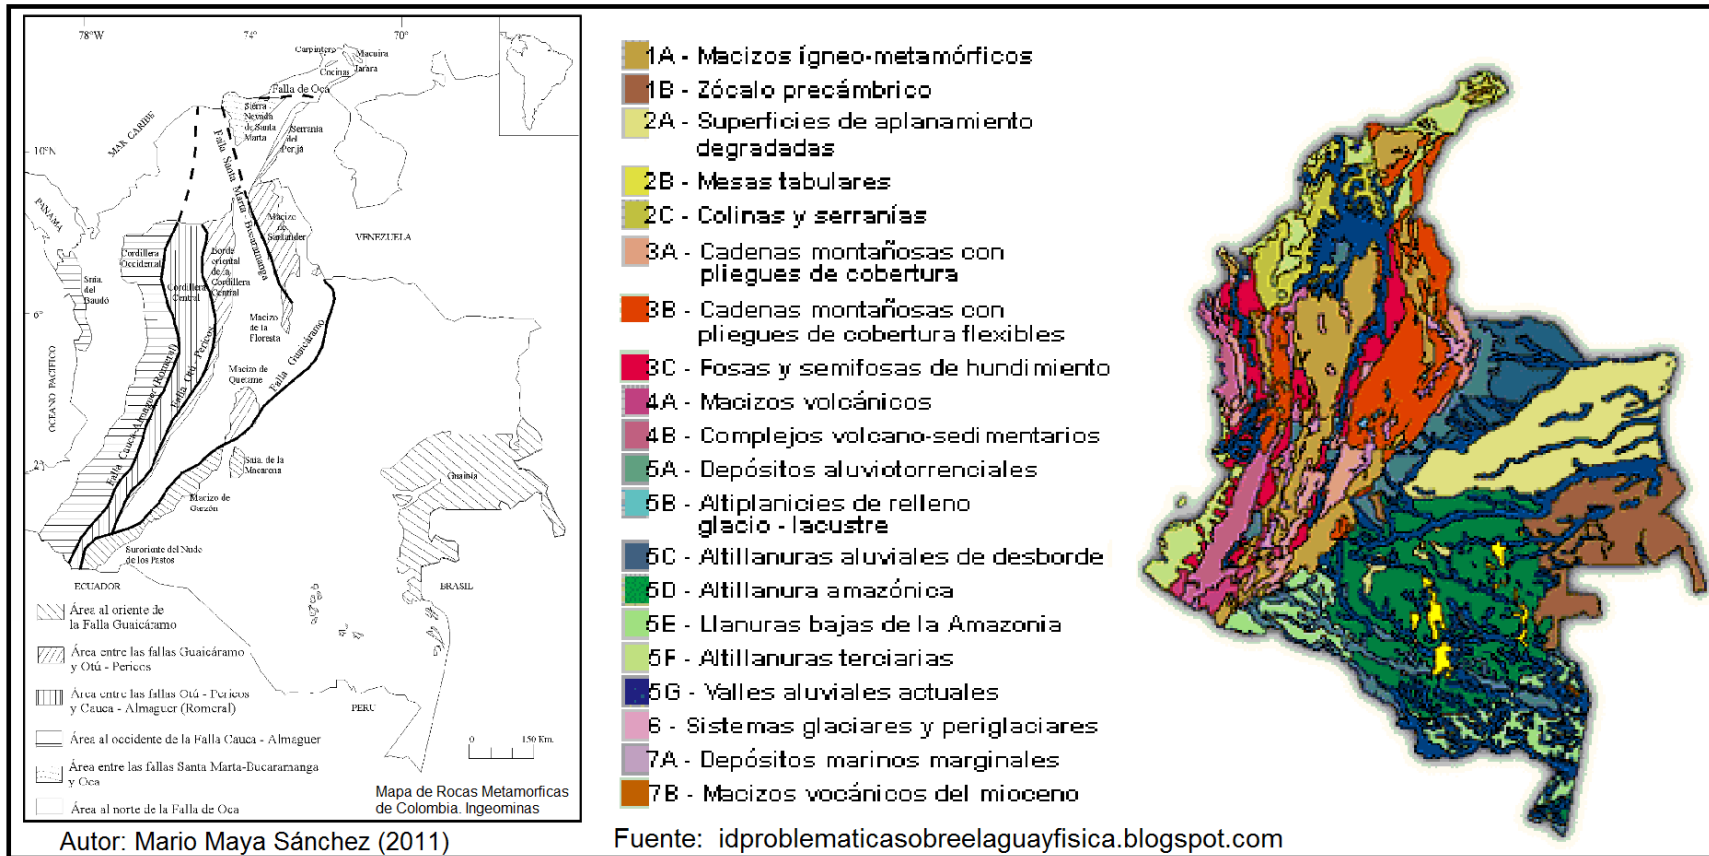 78°W
74°
70°
Carpintero
Macuira
Cocinas
Jarara
Falla de Oca
MAR CARIBE
Sierra
Nevada
de Santa
Marta
Serranía
del
Perijá
Falla Santa Marta - Bucaramanga
10°N
PANAMA
Macizo
de
Santander
VENEZUELA
Cordillera
Occidental
Borde
oriental
de la
Cordillera
Central
Cordillera
Central
Snía.
del
Baudó
6°
Macizo
de la
Floresta
Falla Guaicáramo
Falla Otú - Pericos
Falla Cauca-Almaguer (Romeral)
Macizo de
Quetame
OCEANO PACIFICO
2°
Snía. de la
Macarena
Guainía
Macizo de
Garzón
Suroriente del Nudo
de los Pastos
ECUADOR
BRASIL
PERU
Área al oriente de
la Falla Guaicáramo
Área entre las fallas Guaicáramo
y Otú - Pericos
Área entre las fallas Otú - Pericos
y Cauca - Almaguer (Romeral)
Área al occidente de la Falla Cauca - Almaguer
Área entre las fallas Santa Marta-Bucaramanga
y Oca
Área al norte de la Falla de Oca
0 150 Km.
Mapa de Rocas Metamorficas
de Colombia. Ingeominas
Autor: Mario Maya Sánchez (2011)
1A - Macizos ígneo-metamórficos
1B - Zócalo precámbrico
2A - Superficies de aplanamiento
degradadas
2B - Mesas tabulares
2C - Colinas y serranías
3A - Cadenas montañosas con
pliegues de cobertura
3B - Cadenas montañosas con
pliegues de cobertura flexibles
3C - Fosas y semifosas de hundimiento
4A - Macizos volcánicos
4B - Complejos volcano-sedimentarios
5A - Depósitos aluviotorrenciales
5B - Altiplanicies de relleno
glacio - lacustre
5C - Altillanuras aluviales de desborde
5D - Altillanura amazónica
5E - Llanuras bajas de la Amazonia
5F - Altillanuras terciarias
5G - Valles aluviales actuales
6 - Sistemas glaciares y periglaciares
7A - Depósitos marinos marginales
7B - Macizos vocánicos del mioceno
Fuente: idproblematicasobreelaguayfisica.blogspot.com